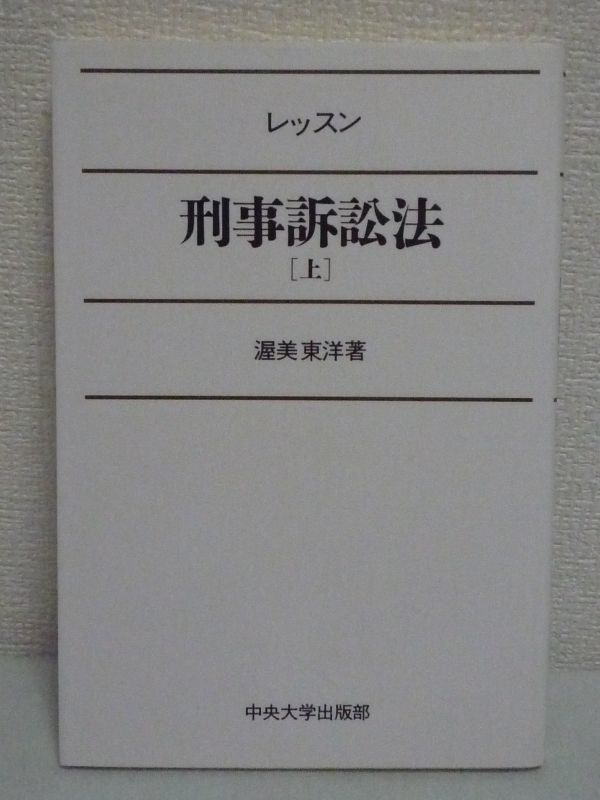 レッスン
刑事訴訟法
[上]
渥美東洋著
中央大学出版部